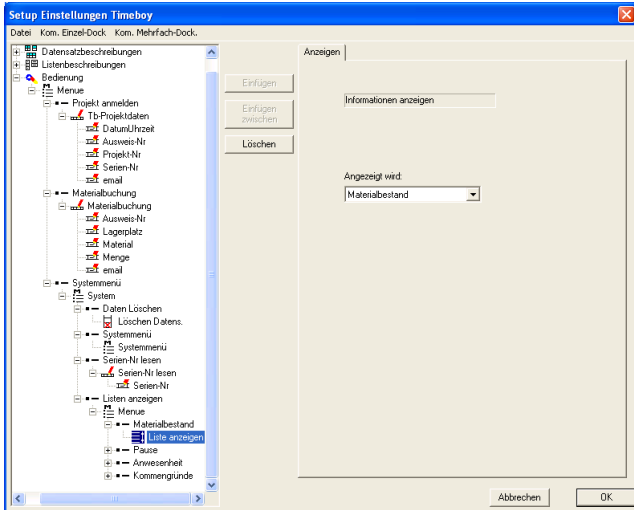 Setup Einstellungen Timeboy
Datei Kom. Einzel-Dock Kom. Mehrfach-Dock.
Datensatzbeschreibungen
Listenbeschreibungen
Bedienung
Menue
Projekt anmelden
Tb-Projektdaten
DatumUhrzeit
Ausweis-Nr
Projekt-Nr
Serien-Nr
email
Materialbuchung
Materialbuchung
Ausweis-Nr
Lagerplatz
Material
Menge
email
Systemmenü
System
Daten Löschen
Löschen Datens.
Systemmenü
Systemmenü
Serien-Nr lesen
Serien-Nr lesen
Serien-Nr
Listen anzeigen
Menue
Materialbestand
Liste anzeigen
Pause
Anwesenheit
Kommengründe
Einfügen
Einfügen
zwischen
Löschen
Anzeigen
Informationen anzeigen
Angezeigt wird:
Materialbestand
Abbrechen OK